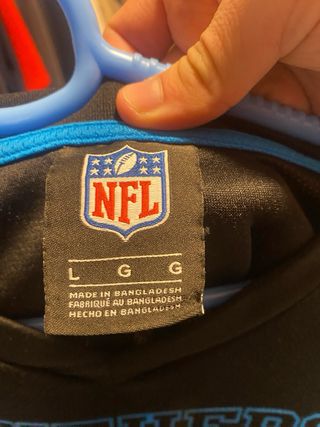 NFL
L G G
MADE IN BANGLADESH
FABRIQUÉ AU BANGLADESH
HECHO EN BANGLADESH